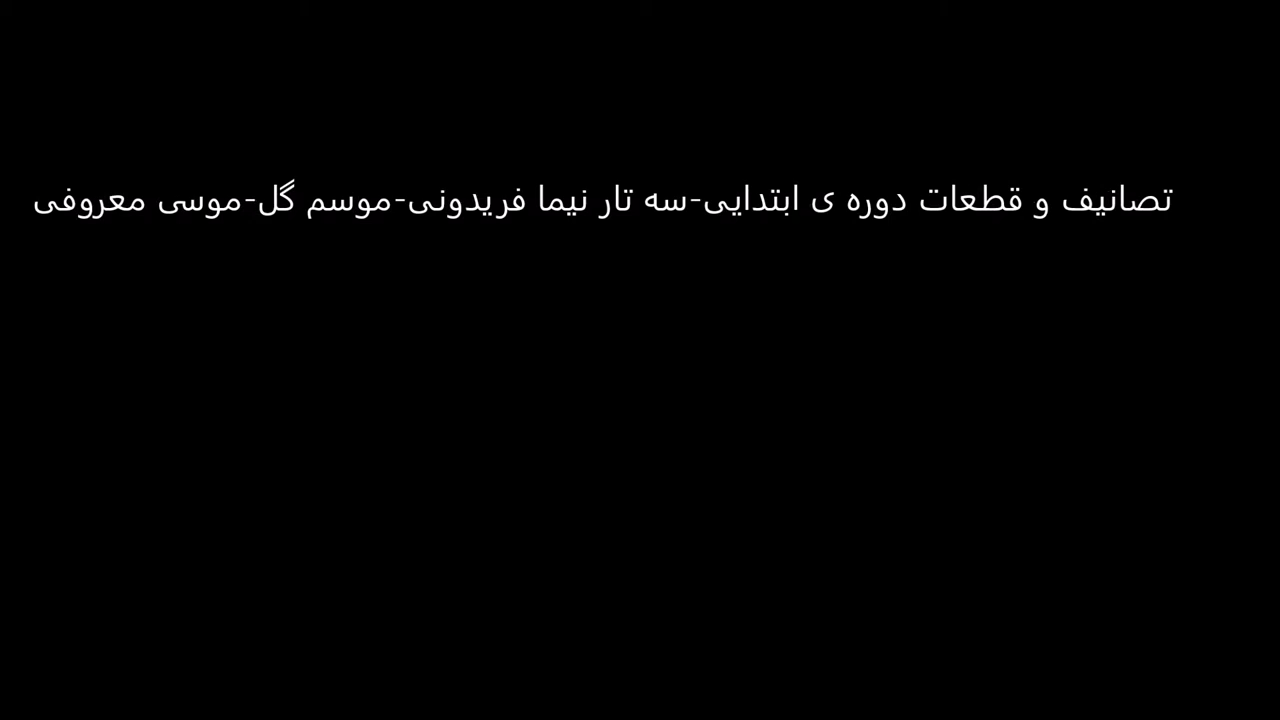 تصانیف و قطعات دوره ی ابتدایی-سه تار نیما فریدونی-موسم گل-موسی معروفی